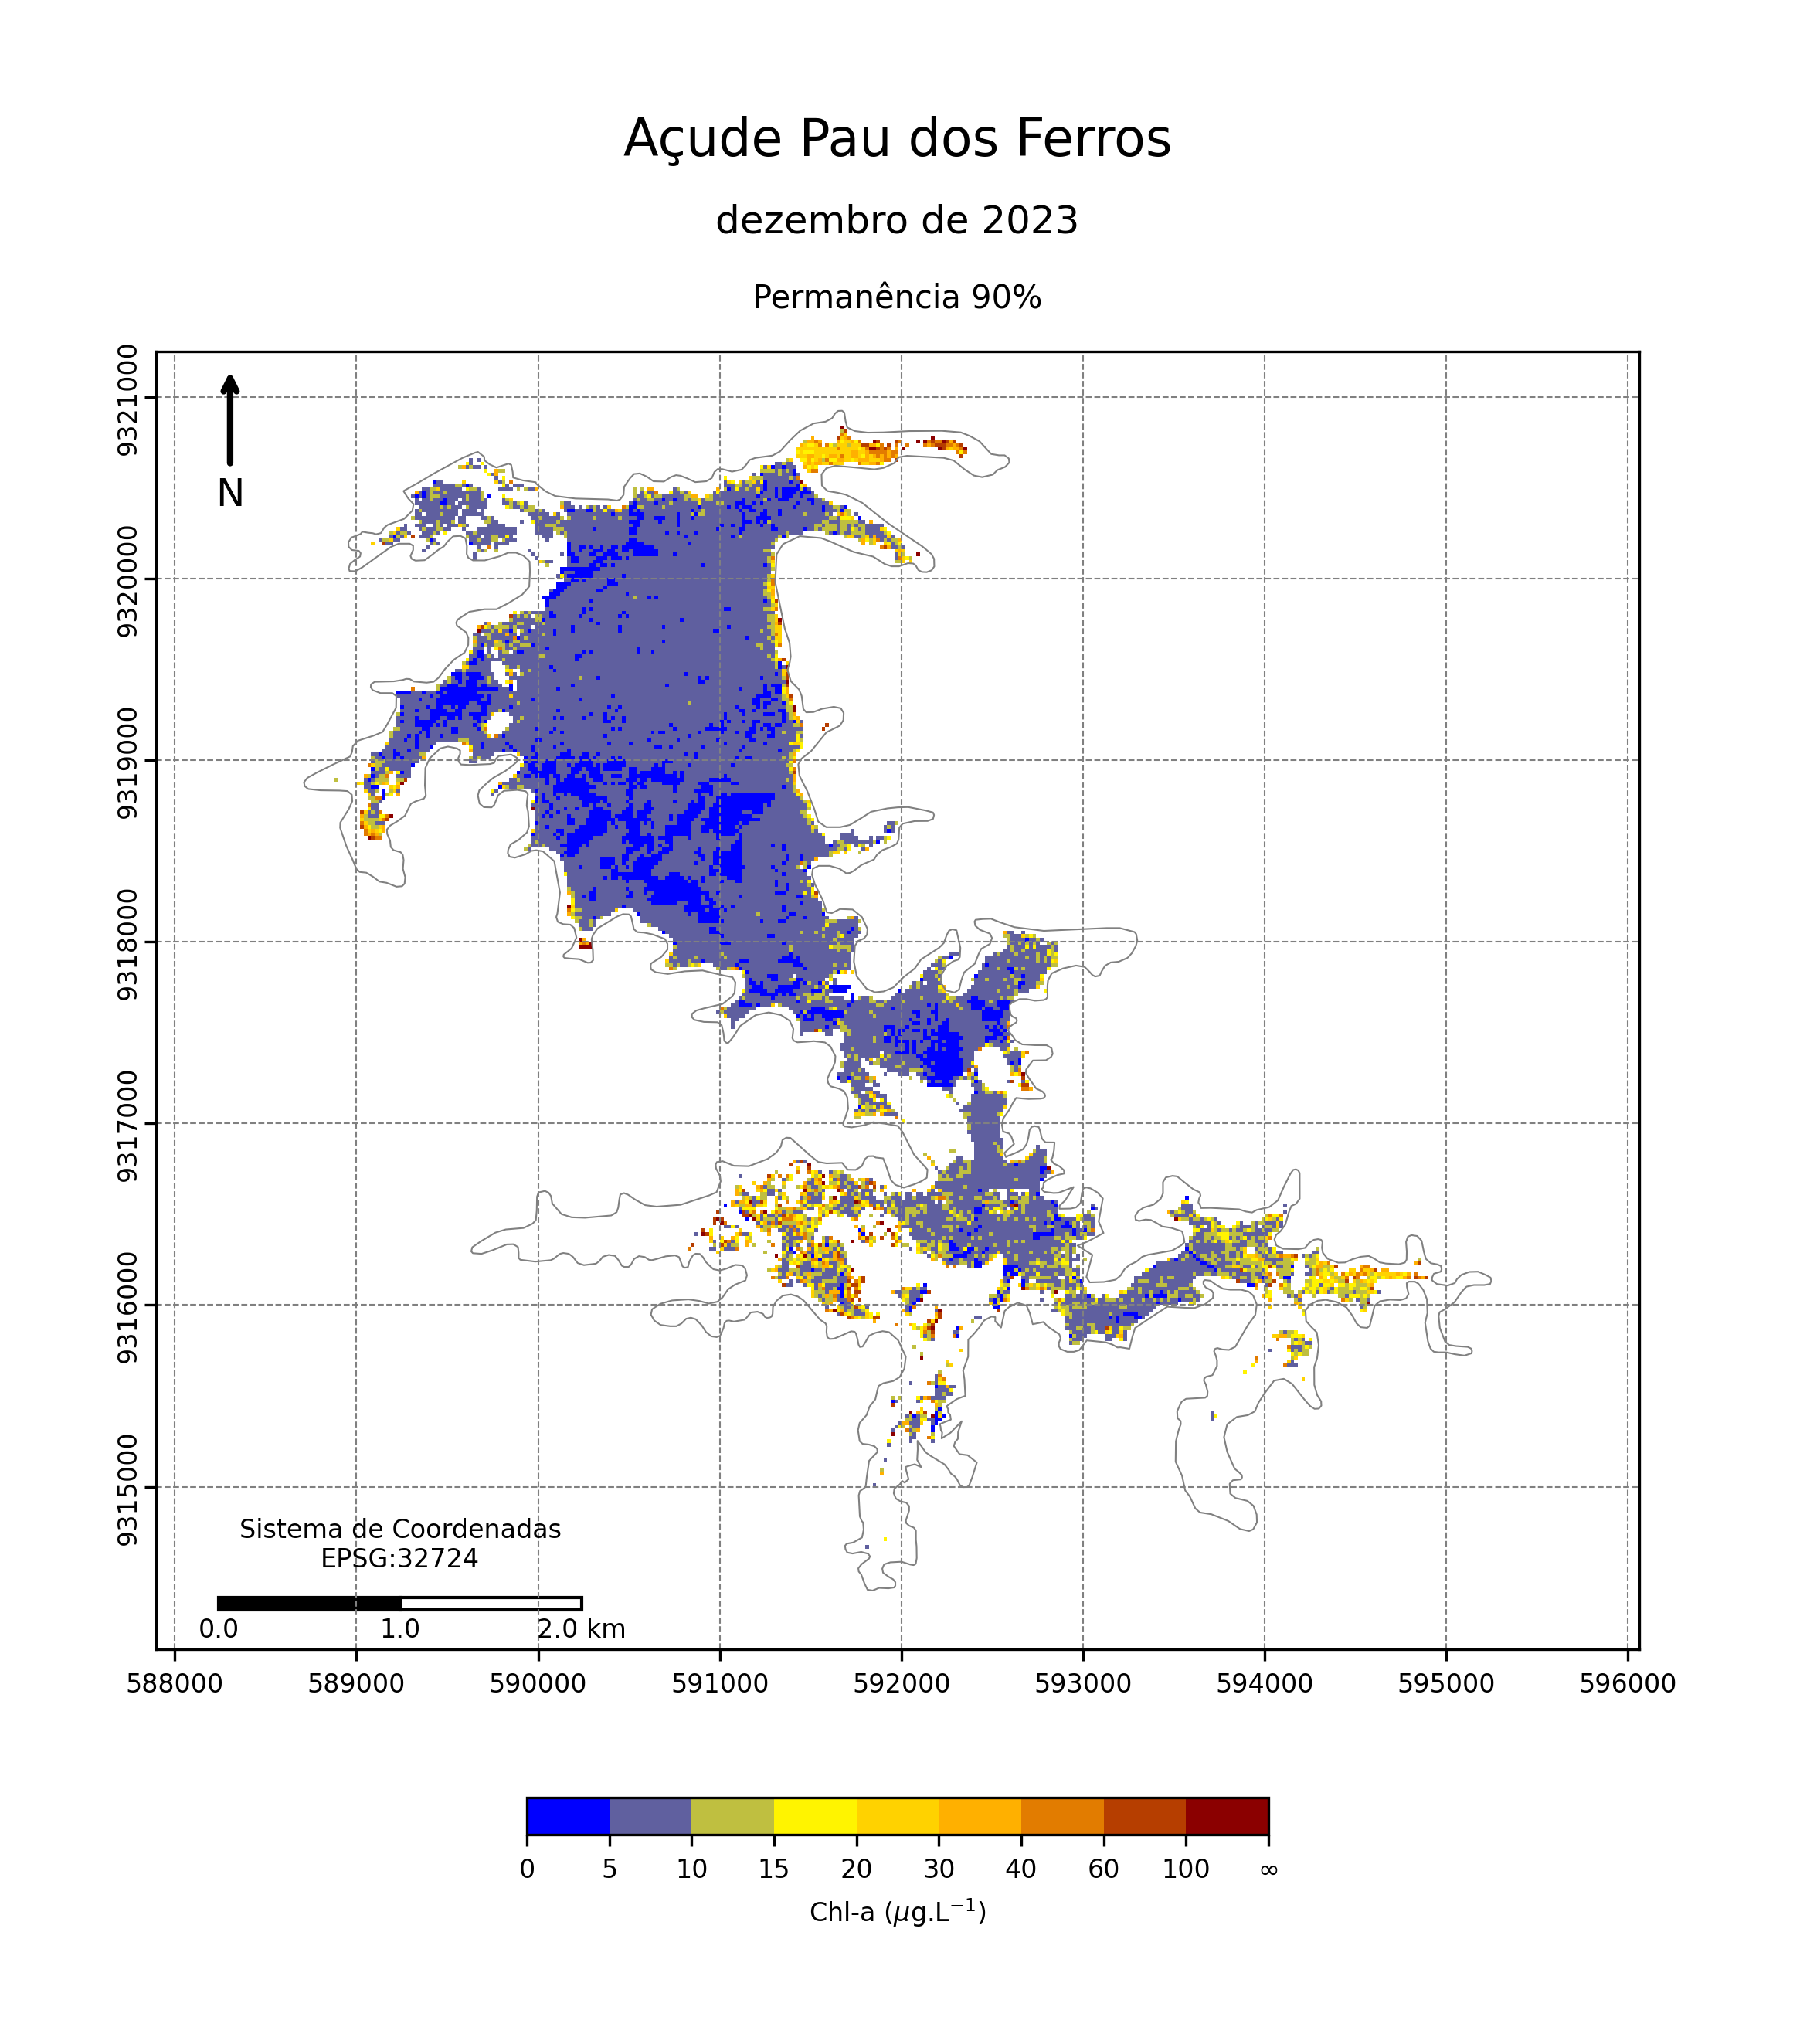 Açude Pau dos Ferros
dezembro de 2023
Permanência 90%
9321000
9320000
9319000
9318000
9317000
9316000
9315000
N
Sistema de Coordenadas
EPSG:32724
0.0 1.0 2.0 km
588000 589000 590000 591000 592000 593000 594000 595000 596000
0 5 10 15 20 30 40 60 100 ∞
Chl-a (μg.L⁻¹)